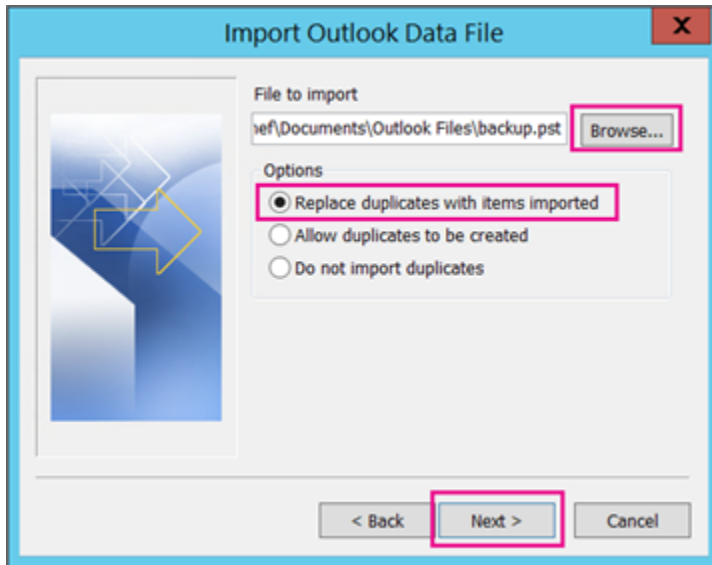 Import Outlook Data File
X
File to import
\Documents\Outlook Files\backup.pst
Browse...
Options
Replace duplicates with items imported
Allow duplicates to be created
Do not import duplicates
< Back
Next >
Cancel